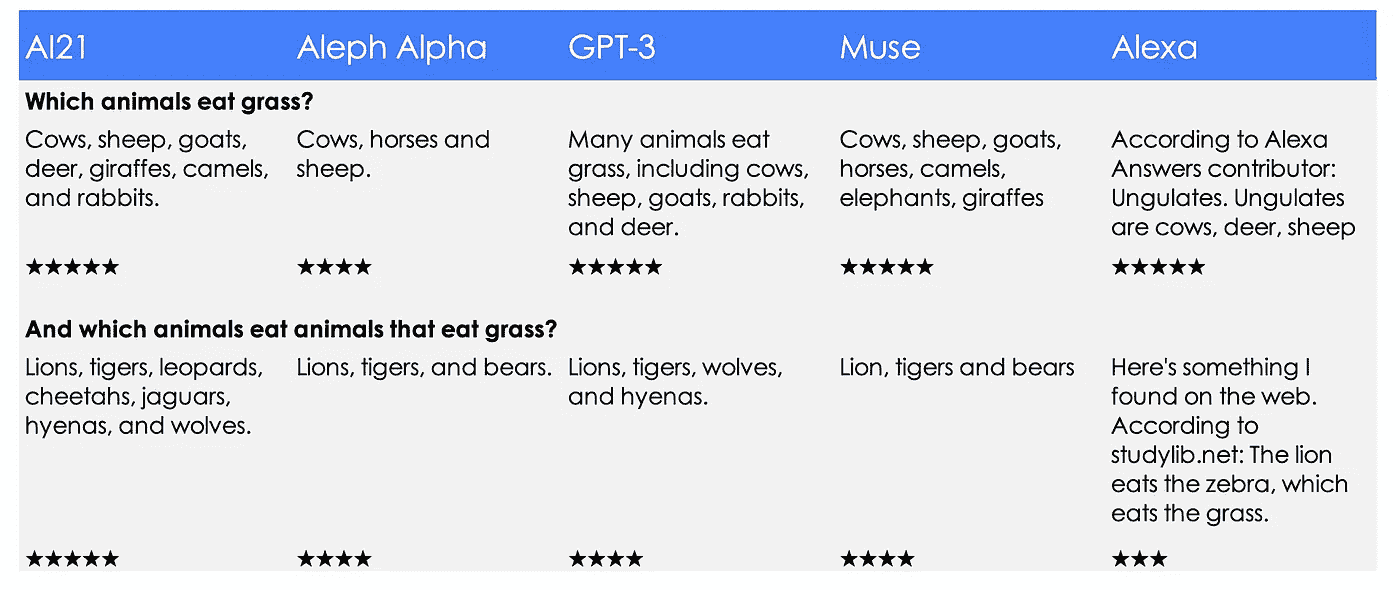 AI21 Aleph Alpha GPT-3 Muse Alexa
Which animals eat grass?
Cows, sheep, goats,
deer, giraffes, camels,
and rabbits.
★★★★★
Cows, horses and
sheep.
★★★★
Many animals eat
grass, including cows,
sheep, goats, rabbits,
and deer.
★★★★★
Cows, sheep, goats,
horses, camels,
elephants, giraffes
★★★★★
According to Alexa
Answers contributor:
Ungulates. Ungulates
are cows, deer, sheep
★★★★★
And which animals eat animals that eat grass?
Lions, tigers, leopards,
cheetahs, jaguars,
hyenas, and wolves.
★★★★★
Lions, tigers, and bears.
★★★★
Lions, tigers, wolves,
and hyenas.
★★★★
Lion, tigers and bears
★★★★
Here's something I
found on the web.
According to
studylib.net: The lion
eats the zebra, which
eats the grass.
★★★